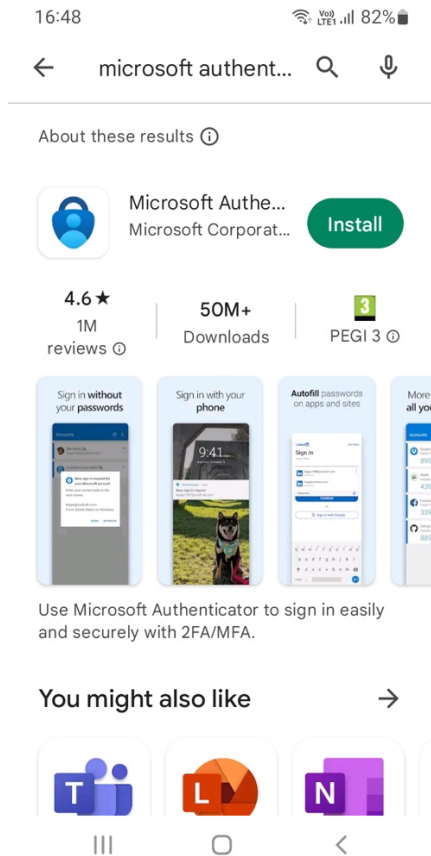 16:48
Vo))
LTE1
82%
microsoft authent...
About these results
Microsoft Authe...
Microsoft Corporat...
Install
4.6★
1M
reviews
50M+
Downloads
3
PEGI 3
Sign in without
your passwords
Sign in with your
phone
9:41
Autofill passwords
on apps and sites
Sign in
More
all you
Use Microsoft Authenticator to sign in easily
and securely with 2FA/MFA.
You might also like
T
L
N